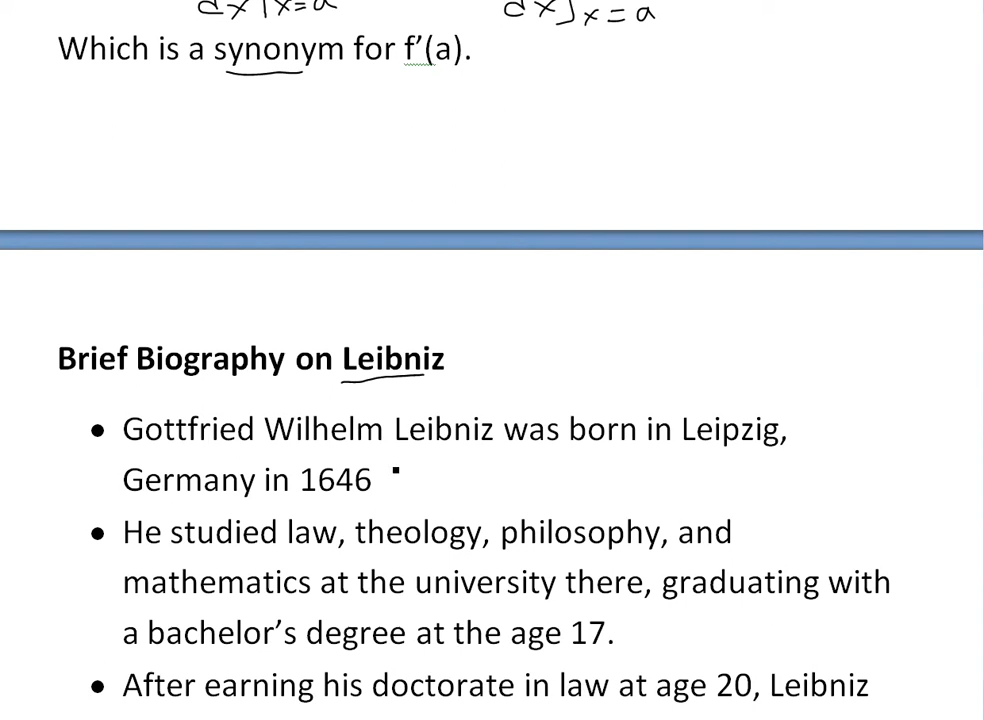 dx | x=a dx ] x=a
Which is a synonym for f'(a).
Brief Biography on Leibniz
• Gottfried Wilhelm Leibniz was born in Leipzig,
Germany in 1646
• He studied law, theology, philosophy, and
mathematics at the university there, graduating with
a bachelor’s degree at the age 17.
• After earning his doctorate in law at age 20, Leibniz